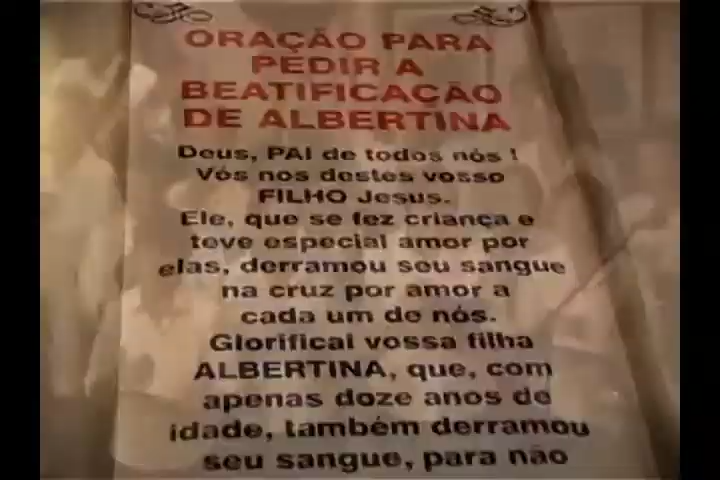 ORAÇÃO PARA
PEDIR A
BEATIFICAÇÃO
DE ALBERTINA
Deus, PAI de todos nós !
Vós nos destes vosso
FILHO Jesus.
Ele, que se fez criança e
teve especial amor por
elas, derramou seu sangue
na cruz por amor a
cada um de nós.
Glorificai vossa filha
ALBERTINA, que, com
apenas doze anos de
idade, também derramou
seu sangue, para não